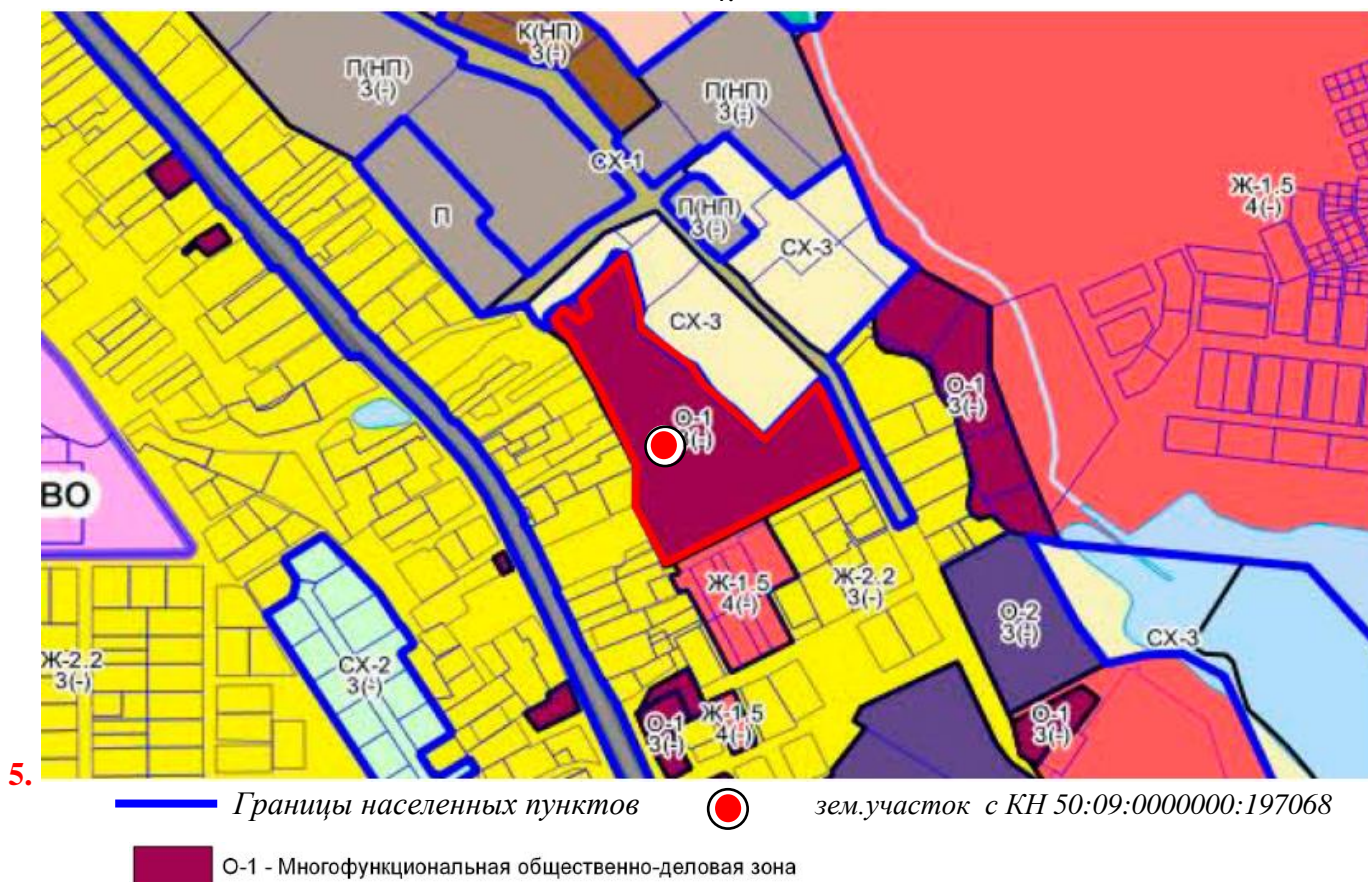 К(НП)
3(-)
П(НП)
3(-)
П(НП)
3(-)
СХ-1
Ж-1.5
4(-)
П
П(НП)
3(-)
СХ-3
СХ-3
О-1
3(-)
О-1
3(-)
ВО
Ж-1.5
4(-)
Ж-2.2
3(-)
О-2
3(-)
СХ-3
Ж-2.2
3(-)
СХ-2
3(-)
О-1
3(-)
Ж-1.5
4(-)
О-1
3(-)
5.
Границы населенных пунктов
зем.участок с КН 50:09:0000000:197068
О-1 - Многофункциональная общественно-деловая зона